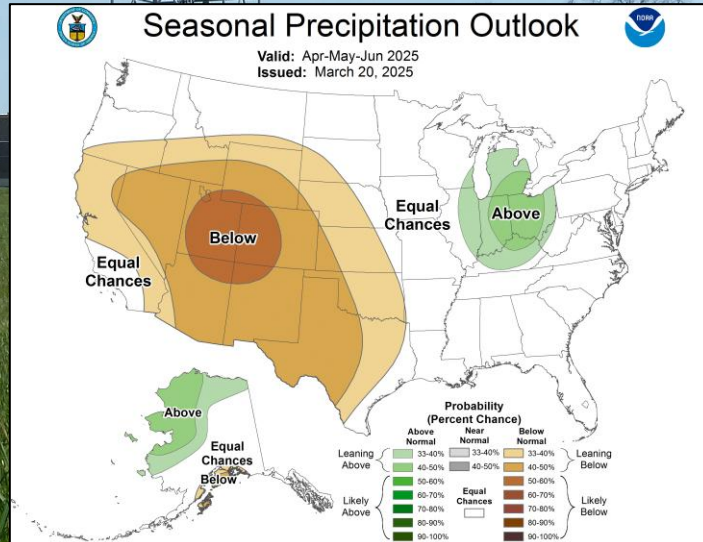 Seasonal Precipitation Outlook
NOAA
Valid: Apr-May-Jun 2025
Issued: March 20, 2025
Equal
Chances
Above
Below
Equal
Chances
Above
Equal
Chances
Below
Probability
(Percent Chance)
Above
Normal
Near
Normal
Below
Normal
Leaning
Above
33-40%
33-40%
33-40%
Leaning
Below
40-50%
40-50%
40-50%
Likely
Above
50-60%
60-70%
70-80%
80-90%
90-100%
Equal
Chances
50-60%
60-70%
70-80%
80-90%
90-100%
Likely
Below